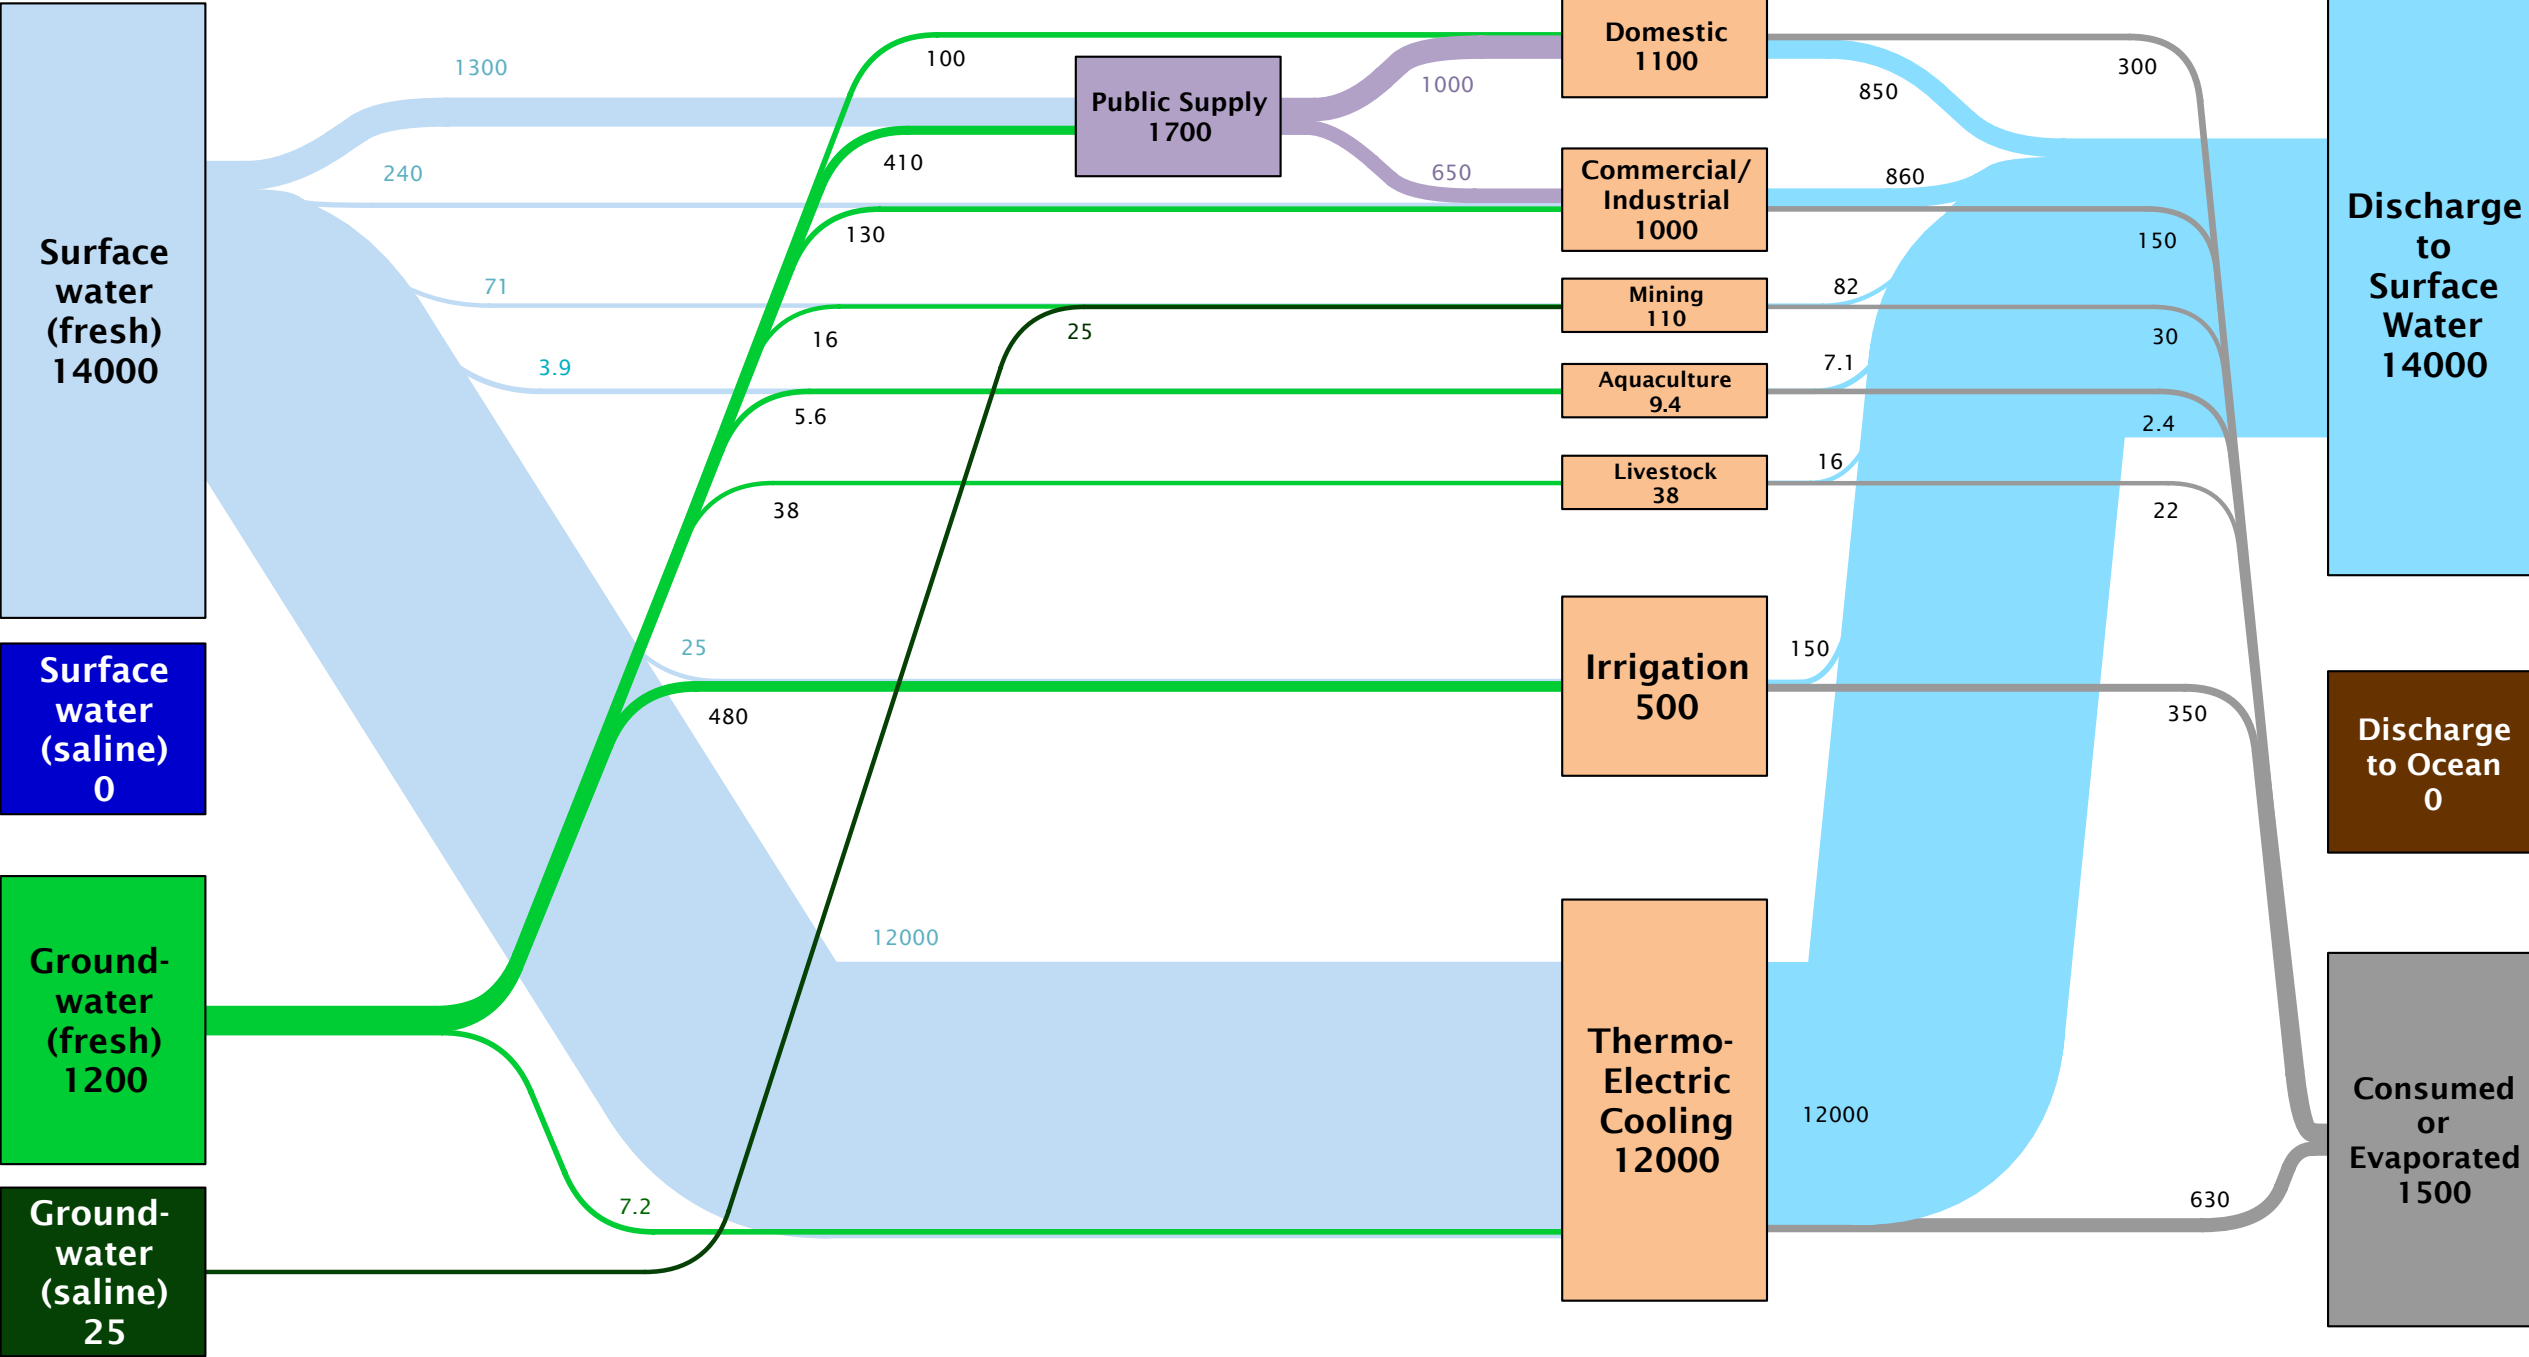 Surface
water
(fresh)
14000
Surface
water
(saline)
0
Ground-
water
(fresh)
1200
Ground-
water
(saline)
25
1300
240
71
3.9
25
12000
100
410
130
16
5.6
38
480
7.2
25
Public Supply
1700
1000
650
Domestic
1100
Commercial/
Industrial
1000
Mining
110
Aquaculture
9.4
Livestock
38
Irrigation
500
Thermo-
Electric
Cooling
12000
850
860
82
7.1
16
150
12000
300
150
30
2.4
22
350
630
Discharge
to
Surface
Water
14000
Discharge
to Ocean
0
Consumed
or
Evaporated
1500